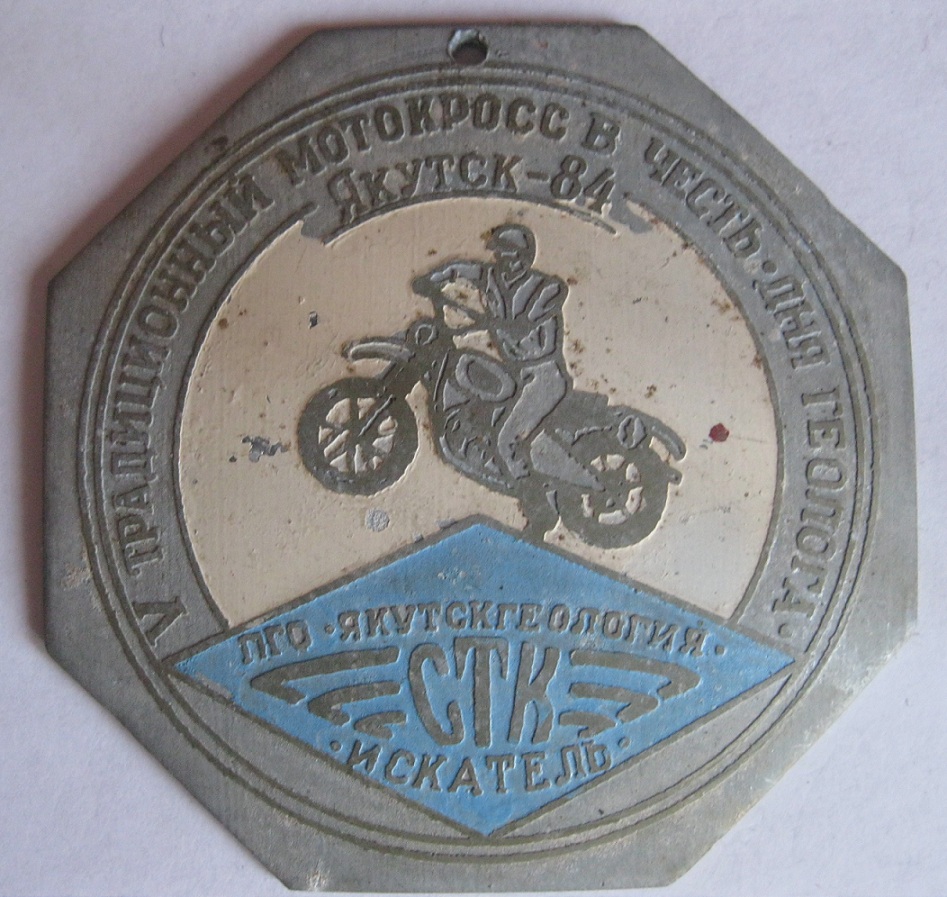 V ТРАДИЦИОННЫЙ МОТОКРОСС В ЧЕСТЬ·ДНЯ ГЕОЛОГА·
ЯКУТСК-84
ПГО·ЯКУТСКГЕОЛОГИЯ·
СТК
·ИСКАТЕЛЬ·